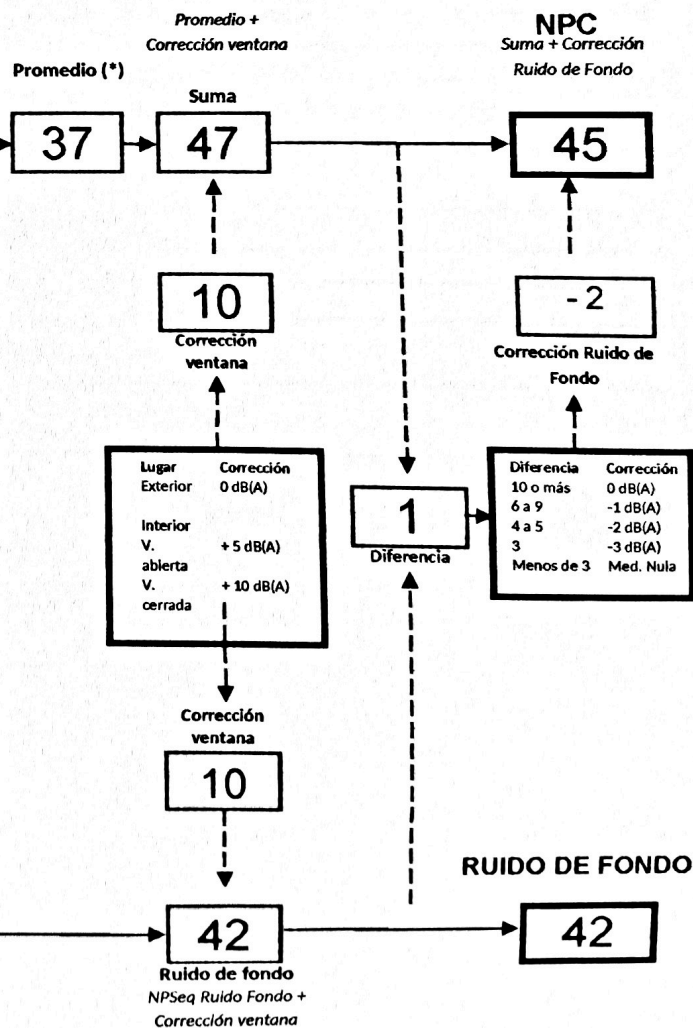 Promedio +
Corrección ventana
NPC
Suma + Corrección
Ruido de Fondo
Promedio (*)
Suma
37
47
45
10
Corrección
ventana
-2
Corrección Ruido de
Fondo
Lugar Corrección
Exterior 0 dB(A)
Interior
V. + 5 dB(A)
abierta
V. + 10 dB(A)
cerrada
1
Diferencia
Diferencia Corrección
10 o más 0 dB(A)
6 a 9 -1 dB(A)
4 a 5 -2 dB(A)
3 -3 dB(A)
Menos de 3 Med. Nula
Corrección
ventana
10
RUIDO DE FONDO
42
42
Ruido de fondo
NPSeq Ruido Fondo +
Corrección ventana